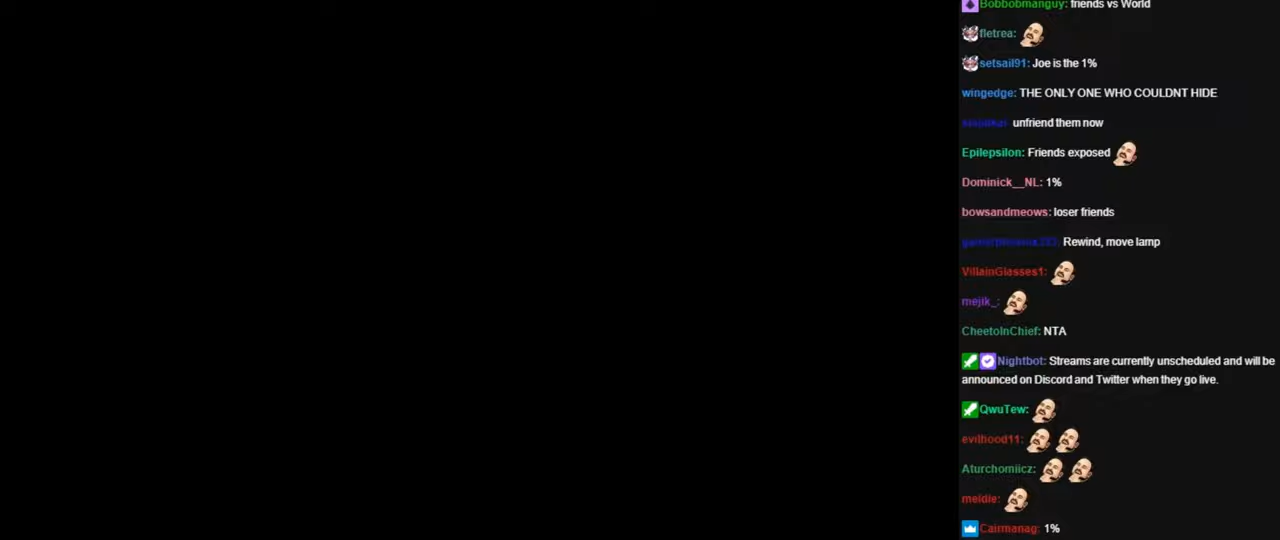 Bobbobmanguy: friends vs World
fletrea:
setsail91: Joe is the 1%
wingedge: THE ONLY ONE WHO COULDNT HIDE
unfriend them now
Epilepsilon: Friends exposed
Dominick__NL: 1%
bowsandmeows: loser friends
Rewind, move lamp
VillainGlasses1:
mejik_:
CheetoInChief: NTA
Nightbot: Streams are currently unscheduled and will be
announced on Discord and Twitter when they go live.
QwuTew:
evilhood11:
Aturchomiicz:
meldie:
Cairmanag: 1%